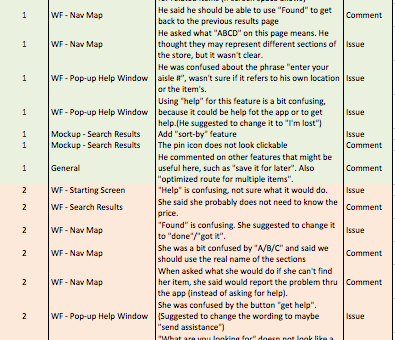 He said he should be able to use "Found" to get
1 WF - Nav Map back to the previous results page Comment
He asked what "ABCD" on this page means. He
thought they may represent different sections of
1 WF - Nav Map the store, but it wasn't clear. Issue
He was confused about the phrase "enter your
aisle #", wasn't sure if it refers to his own location
1 WF - Pop-up Help Window or the item's. Issue
Using "help" for this feature is a bit confusing,
because it could be help fot the app or to get
1 WF - Pop-up Help Window help.(He suggested to change it to "I'm lost") Issue
1 Mockup - Search Results Add "sort-by" feature Issue
1 Mockup - Search Results The pin icon does not look clickable Comment
He commented on other features that might be
useful here, such as "save it for later". Also
1 General "optimized route for multiple items". Comment
2 WF - Starting Screen "Help" is confusing, not sure what it would do. Issue
She said she probably does not need to know the
2 WF - Search Results price. Comment
"Found" is confusing. She suggested to change it
2 WF - Nav Map to "done"/"got it". Issue
She was a bit confused by "A/B/C" and said we
2 WF - Nav Map should use the real name of the sections Comment
When asked what she would do if she can't find
her item, she said would report the problem thru
2 WF - Nav Map the app (instead of asking for help). Comment
She was confused by the button "get help".
(Suggested to change the wording to maybe
2 WF - Pop-up Help Window "send assistance") Issue
"What are you looking for" doesn not look like a